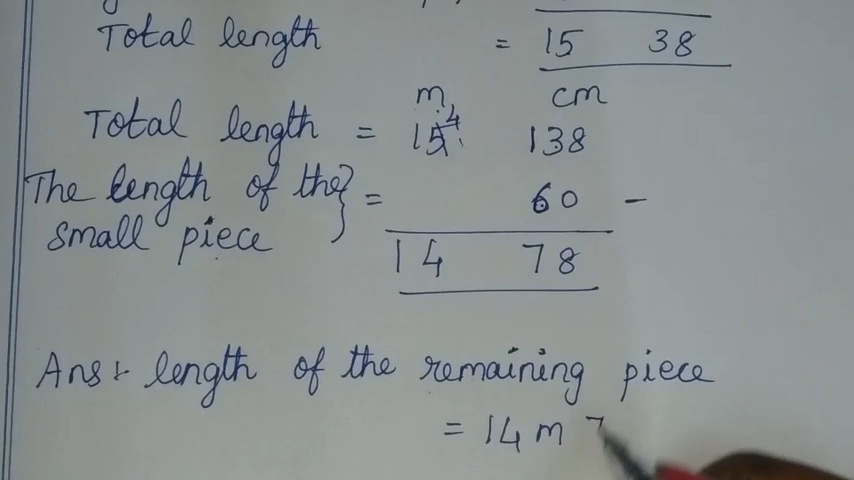 Total length = 15 38
m cm
Total length = 15 4 138
The length of the } = 60 -
small piece
14 78
Ans:- length of the remaining piece
= 14 m